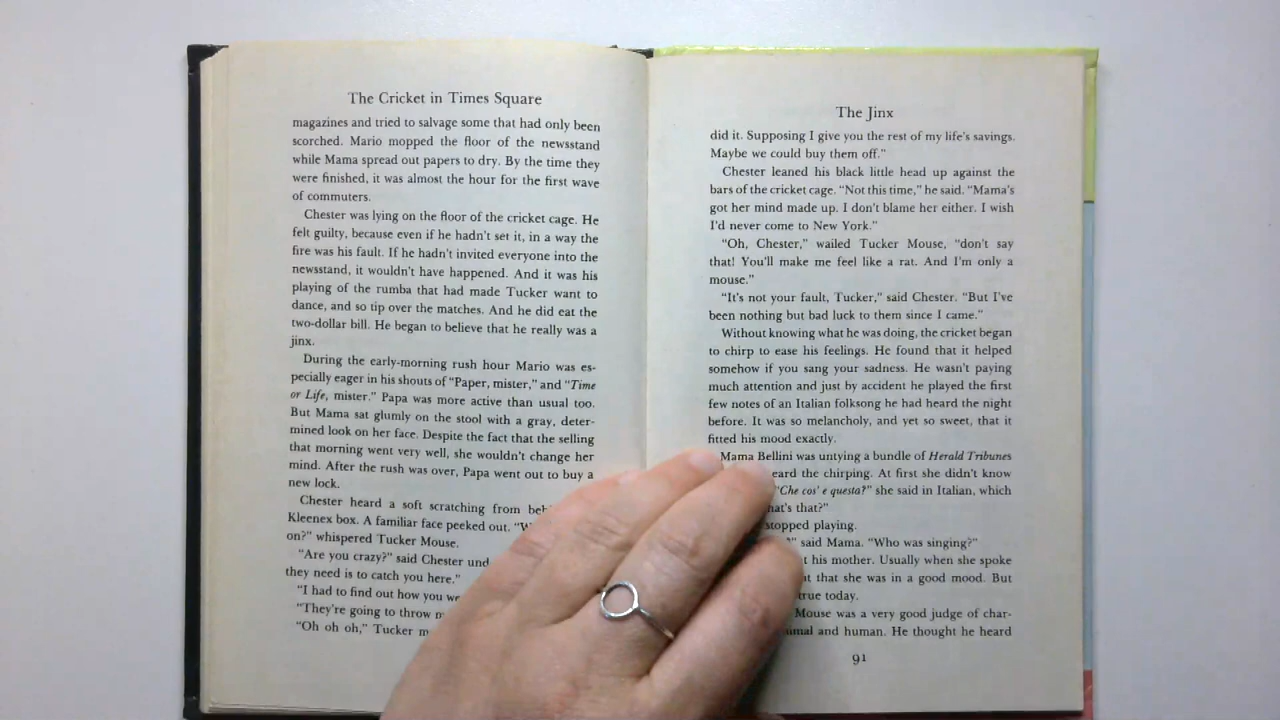 The Cricket in Times Square
magazines and tried to salvage some that had only been
scorched. Mario mopped the floor of the newsstand
while Mama spread out papers to dry. By the time they
were finished, it was almost the hour for the first wave
of commuters.
Chester was lying on the floor of the cricket cage. He
felt guilty, because even if he hadn't set it, in a way the
fire was his fault. If he hadn't invited everyone into the
newsstand, it wouldn't have happened. And it was his
playing of the rumba that had made Tucker want to
dance, and so tip over the matches. And he did eat the
two-dollar bill. He began to believe that he really was a
jinx.
During the early-morning rush hour Mario was es-
pecially eager in his shouts of "Paper, mister," and "Time
or Life, mister." Papa was more active than usual too.
But Mama sat glumly on the stool with a gray, deter-
mined look on her face. Despite the fact that the selling
that morning went very well, she wouldn't change her
mind. After the rush was over, Papa went out to buy a
new lock.
Chester heard a soft scratching from
Kleenex box. A familiar face peeked out.
on?" whispered Tucker Mouse.
"Are you crazy?" said Chester
they need is to catch you here."
"I had to find out how you
"They're going to throw
"Oh oh oh," Tucker
The Jinx
did it. Supposing I give you the rest of my life's savings.
Maybe we could buy them off."
Chester leaned his black little head up against the
bars of the cricket cage. "Not this time," he said. "Mama's
got her mind made up. I don't blame her either. I wish
I'd never come to New York."
"Oh, Chester," wailed Tucker Mouse, "don't say
that! You'll make me feel like a rat. And I'm only a
mouse."
"It's not your fault, Tucker," said Chester. "But I've
been nothing but bad luck to them since I came."
Without knowing what he was doing, the cricket began
to chirp to ease his feelings. He found that it helped
somehow if you sang your sadness. He wasn't paying
much attention and just by accident he played the first
few notes of an Italian folksong he had heard the night
before. It was so melancholy, and yet so sweet, that it
fitted his mood exactly.
Mama Bellini was untying a bundle of Herald Tribunes
the chirping. At first she didn't know
"Che cos' e questa?" she said in Italian, which
stopped playing.
said Mama. "Who was singing?"
his mother. Usually when she spoke
that she was in a good mood. But
true today.
Mouse was a very good judge of char-
and human. He thought he heard
91